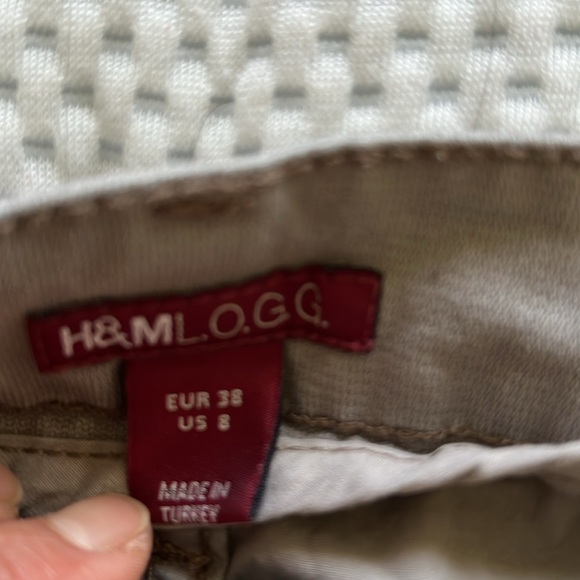 H&M L.O.G.G.
EUR 38
US 8
MADE IN
TURKEY